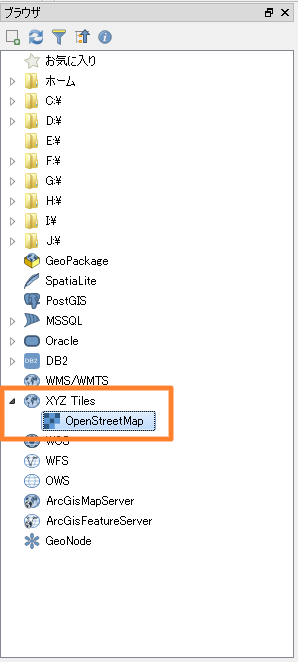 ブラウザ
お気に入り
ホーム
C:¥
D:¥
E:¥
F:¥
G:¥
H:¥
I:¥
J:¥
GeoPackage
SpatiaLite
PostGIS
MSSQL
Oracle
DB2
WMS/WMTS
XYZ Tiles
OpenStreetMap
WCS
WFS
OWS
ArcGisMapServer
ArcGisFeatureServer
GeoNode